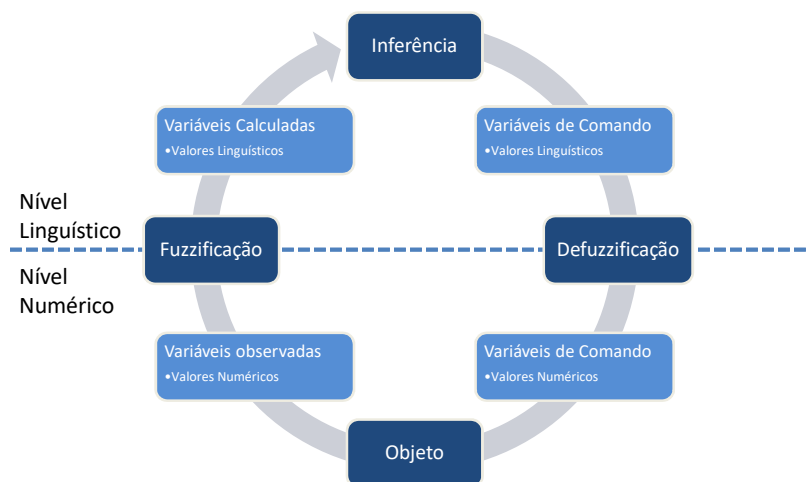 Inferência
Variáveis Calculadas
•Valores Linguísticos
Variáveis de Comando
•Valores Linguísticos
Nível
Linguístico
Fuzzificação
Defuzzificação
Nível
Numérico
Variáveis observadas
•Valores Numéricos
Variáveis de Comando
•Valores Numéricos
Objeto